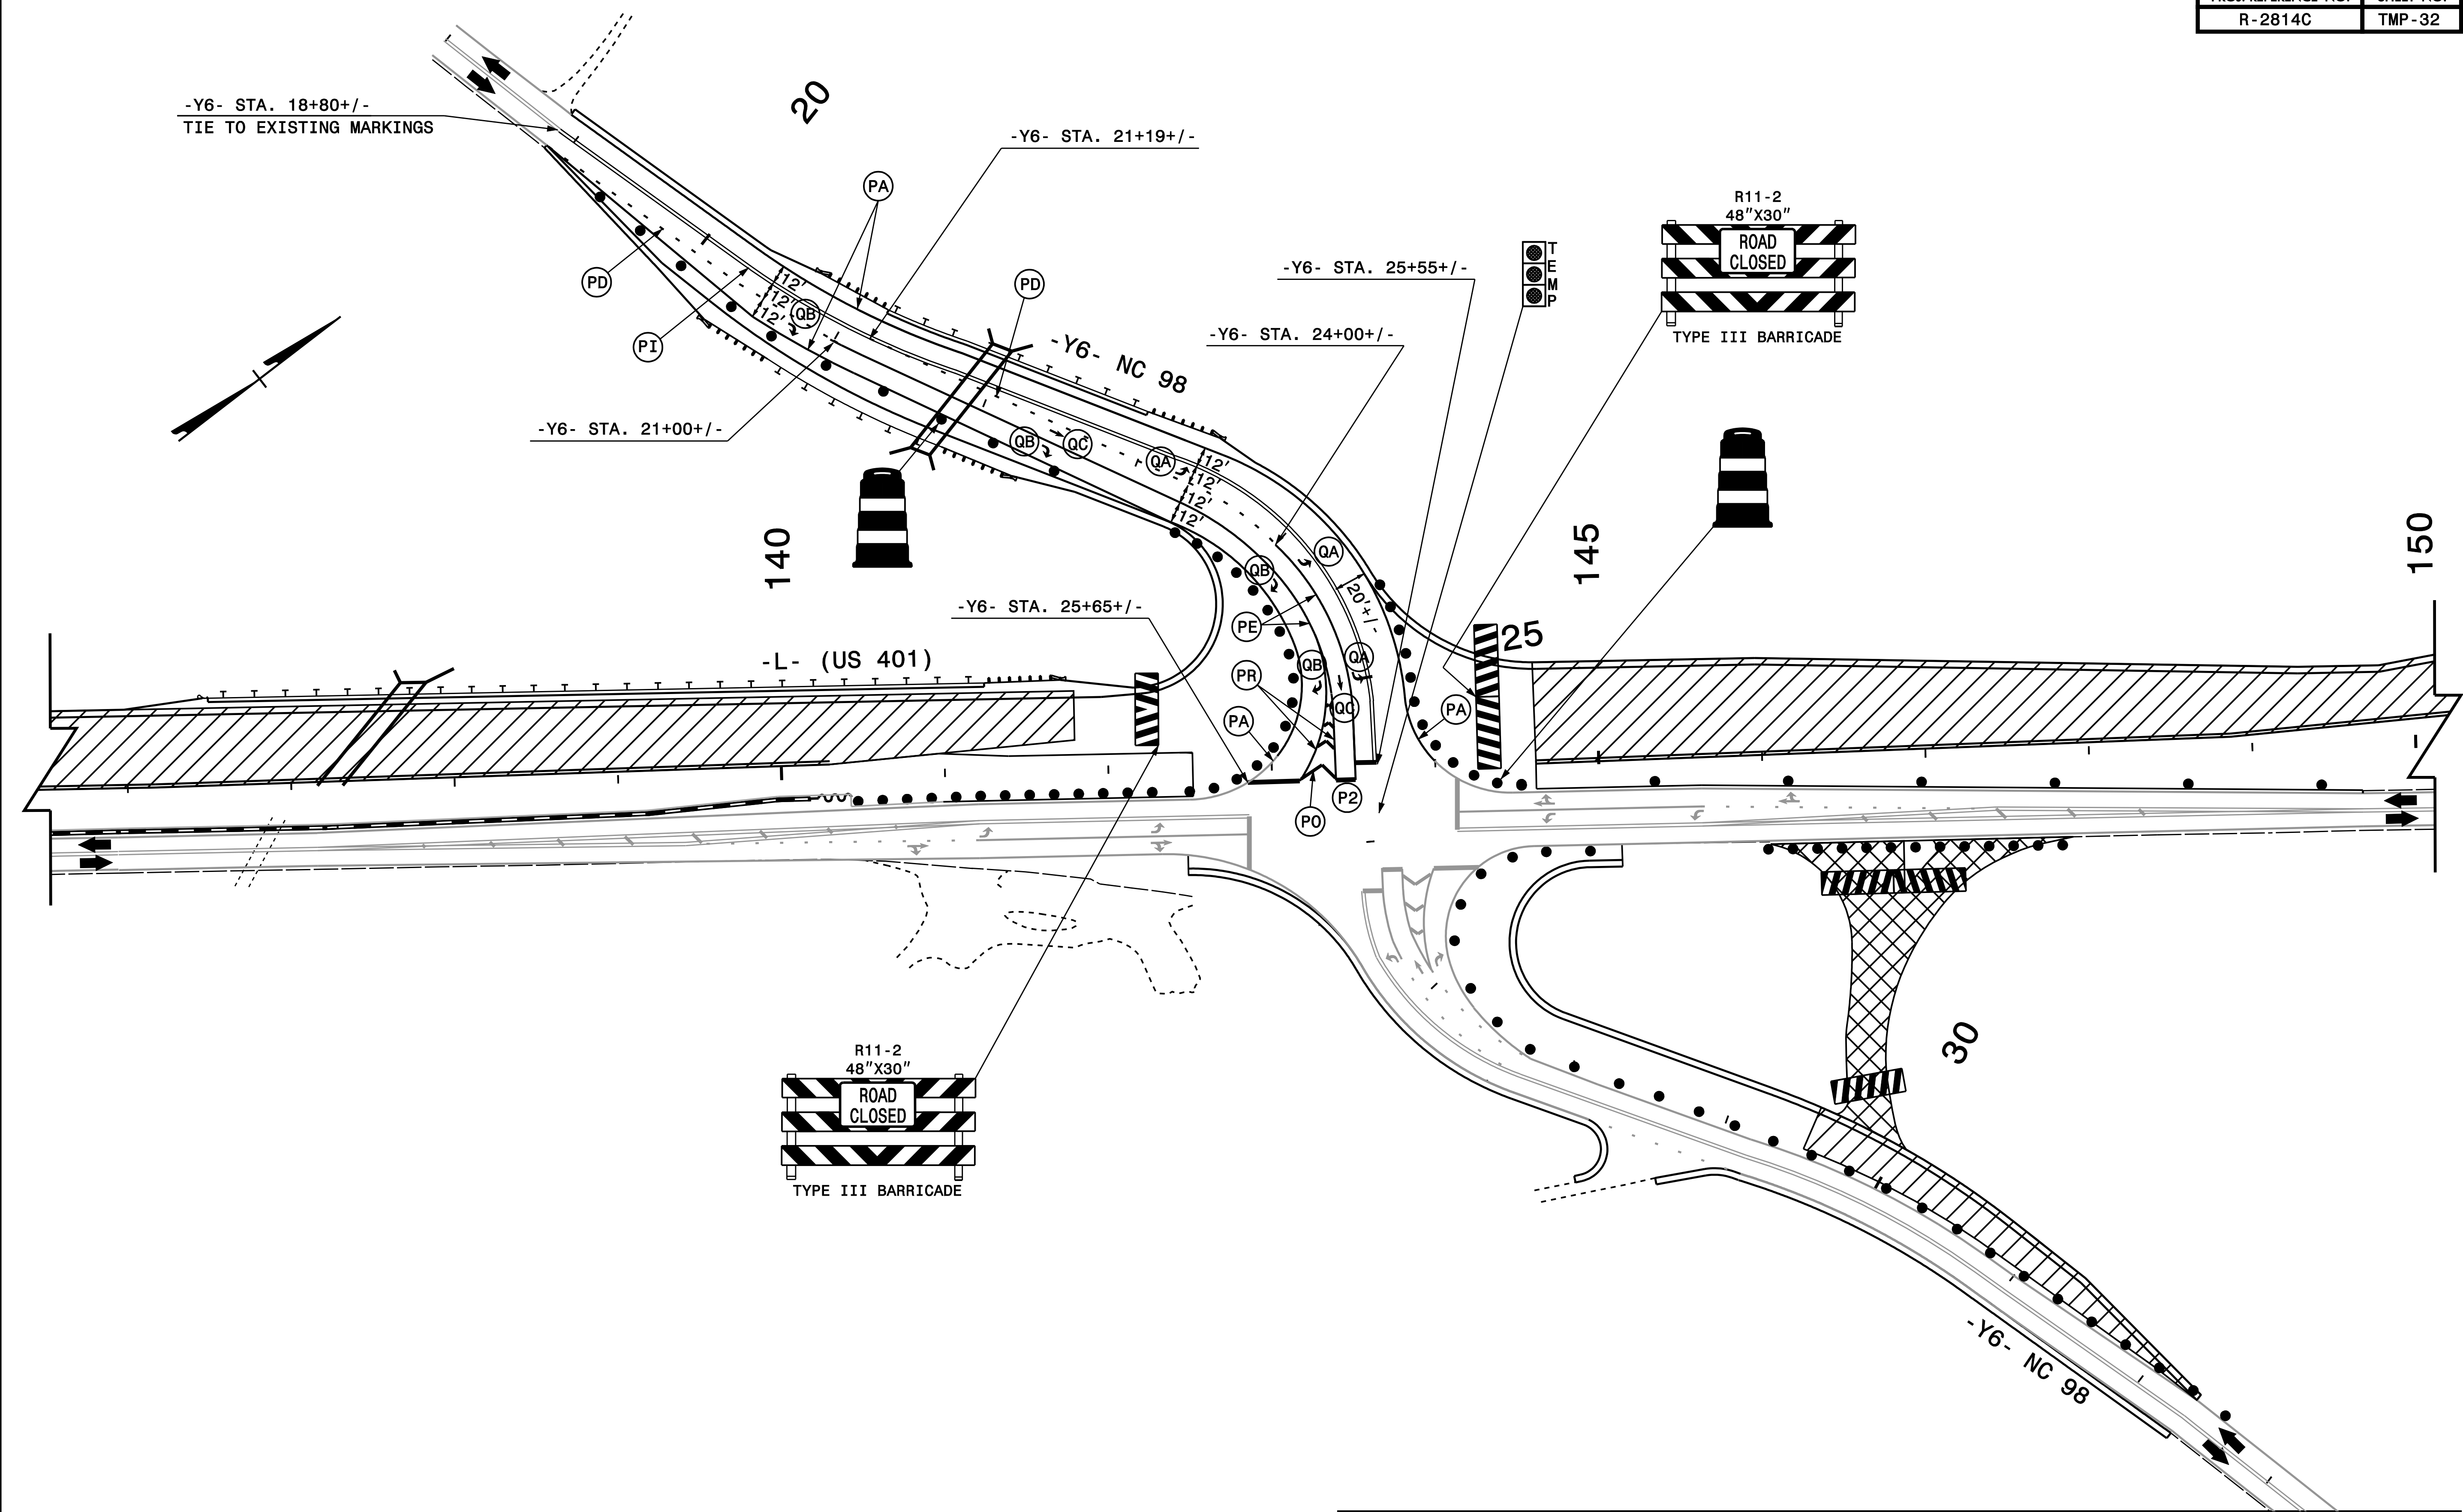 R-2814C TMP-32
-Y6- STA. 18+80+/-
TIE TO EXISTING MARKINGS
20
-Y6- STA. 21+19+/-
PA
R11-2
48"X30"
ROAD
CLOSED
TYPE III BARRICADE
T
E
M
P
-Y6- STA. 25+55+/-
PD
PD
12'
12'
12'
QB
PI
-Y6- STA. 24+00+/-
-Y6- NC 98
-Y6- STA. 21+00+/-
QB
QC
QA
12'
12'
12'
12'
140
145
150
QA
QB
20'+/-
-Y6- STA. 25+65+/-
PE
25
-L- (US 401)
QB
QA
PR
QC
PA
PA
P2
PO
30
R11-2
48"X30"
ROAD
CLOSED
TYPE III BARRICADE
-Y6- NC 98